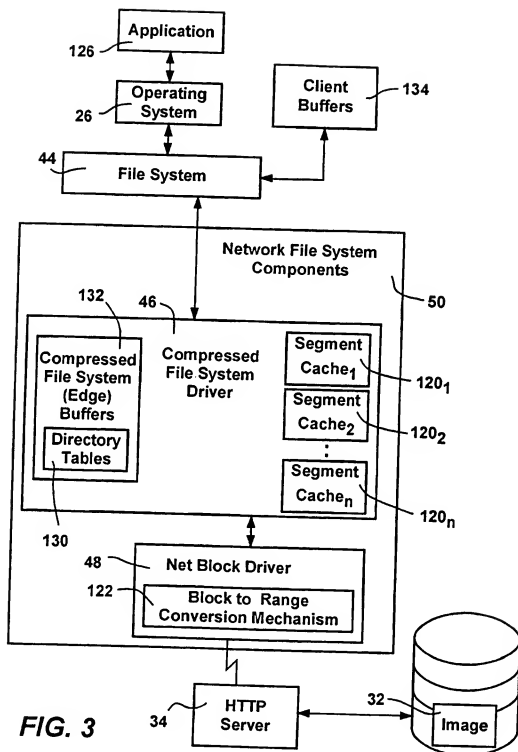 Application
126
Operating
System
26
Client
Buffers
134
44
File System
Network File System
Components
50
132
46
Compressed
File System
(Edge)
Buffers
Directory
Tables
130
Compressed
File System
Driver
Segment
Cache1
1201
Segment
Cache2
1202
Segment
Cachen
120n
48
Net Block Driver
122
Block to Range
Conversion Mechanism
34
HTTP
Server
32
Image
FIG. 3